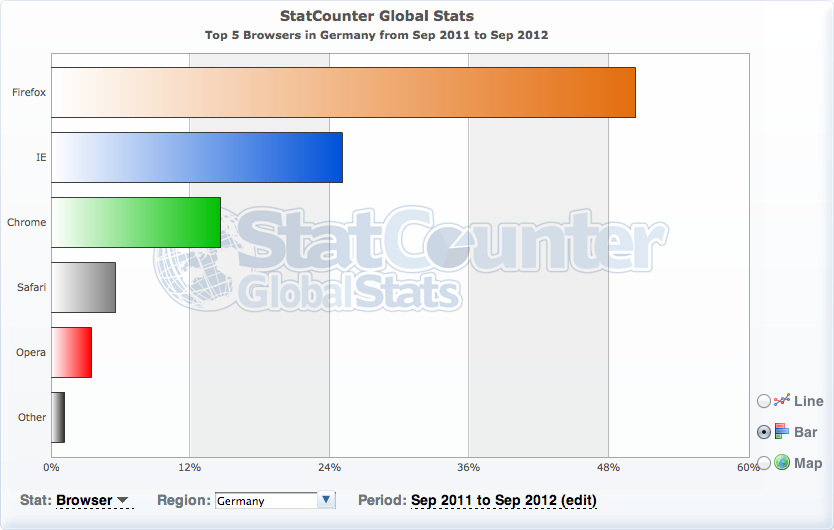 StatCounter Global Stats
Top 5 Browsers in Germany from Sep 2011 to Sep 2012
Firefox
IE
Chrome
StatCounter
GlobalStats
Safari
Opera
Other
0% 12% 24% 36% 48% 60%
Line
Bar
Map
Stat: Browser Region: Germany Period: Sep 2011 to Sep 2012 (edit)